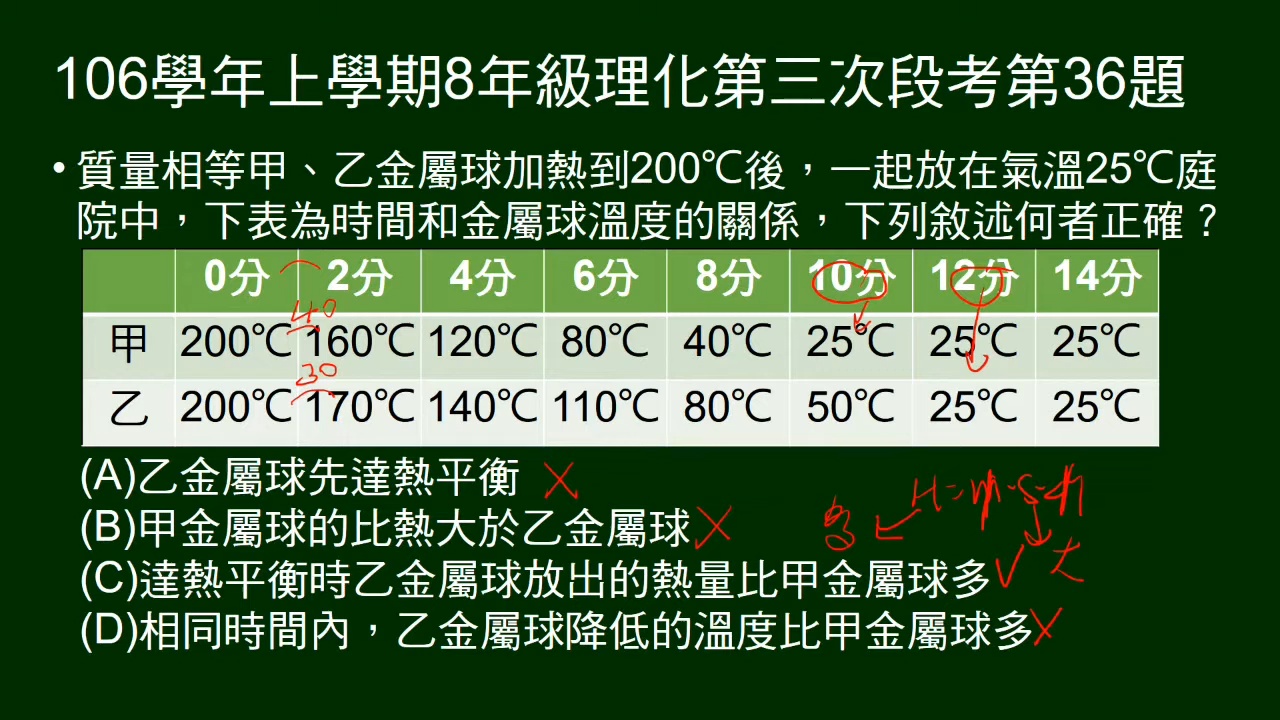 106學年上學期8年級理化第三次段考第36題
• 質量相等甲、乙金屬球加熱到200℃後，一起放在氣溫25℃庭
院中，下表為時間和金屬球溫度的關係，下列敘述何者正確？
0分 2分 4分 6分 8分 10分 12分 14分
40
甲 200℃ 160℃ 120℃ 80℃ 40℃ 25℃ 25℃ 25℃
30
乙 200℃ 170℃ 140℃ 110℃ 80℃ 50℃ 25℃ 25℃
(A)乙金屬球先達熱平衡
(B)甲金屬球的比熱大於乙金屬球
多
(C)達熱平衡時乙金屬球放出的熱量比甲金屬球多
大
(D)相同時間內，乙金屬球降低的溫度比甲金屬球多